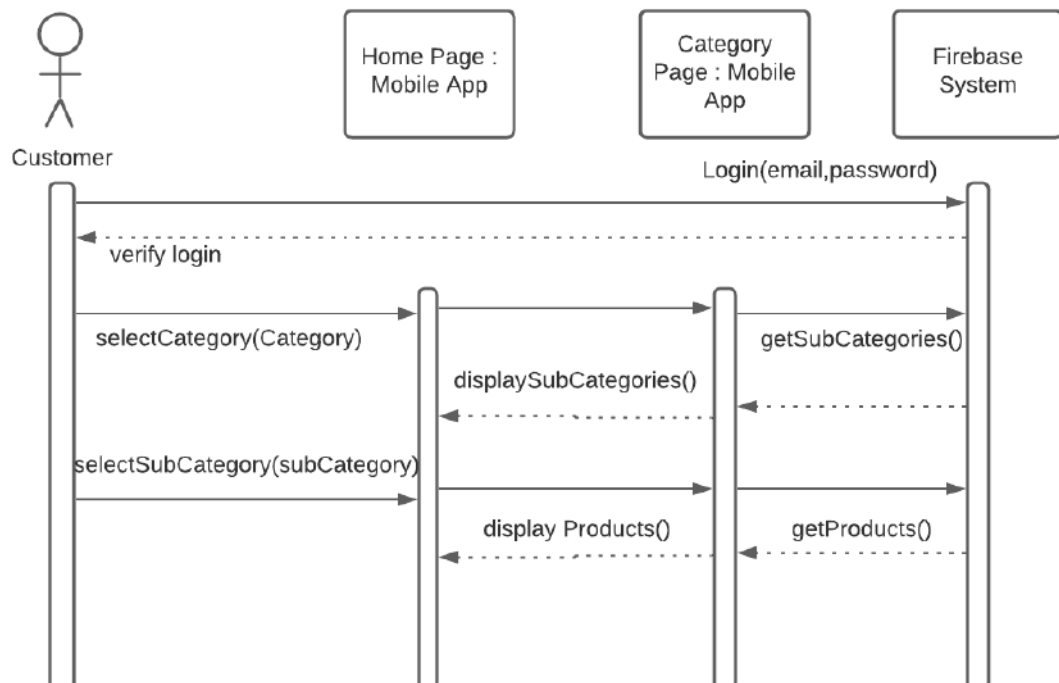 Home Page :
Mobile App
Category
Page : Mobile
App
Firebase
System
Customer
Login(email,password)
verify login
selectCategory(Category)
getSubCategories()
displaySubCategories()
selectSubCategory(subCategory)
display Products()
getProducts()